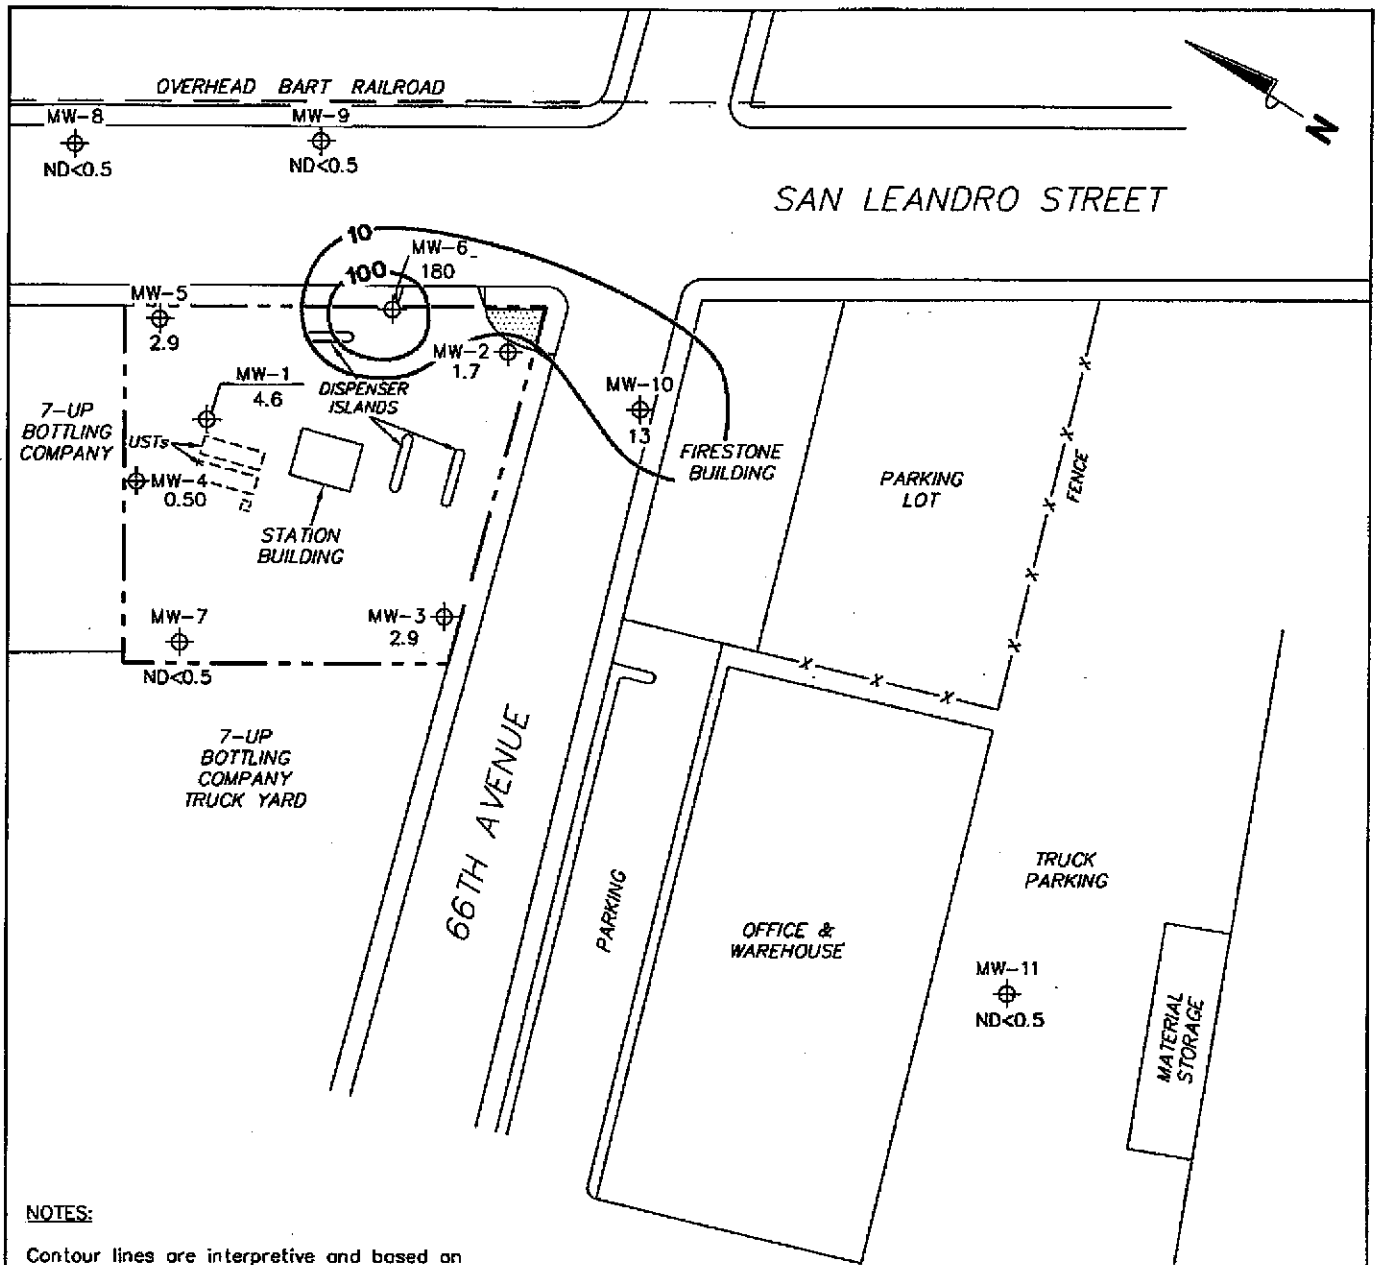 OVERHEAD BART RAILROAD
MW-8
ND<0.5
MW-9
ND<0.5
N
SAN LEANDRO STREET
10
MW-6
180
100
MW-5
2.9
MW-2
1.7
MW-1
4.6
DISPENSER
ISLANDS
MW-10
13
7-UP
BOTTLING
COMPANY
USTs
MW-4
0.50
STATION
BUILDING
FIRESTONE
BUILDING
PARKING
LOT
X
X
FENCE
X
X
X
MW-7
ND<0.5
MW-3
2.9
X
X
X
7-UP
BOTTLING
COMPANY
TRUCK YARD
66TH AVENUE
PARKING
OFFICE &
WAREHOUSE
TRUCK
PARKING
MW-11
ND<0.5
MATERIAL
STORAGE
NOTES:
Contour lines are interpretive and based on